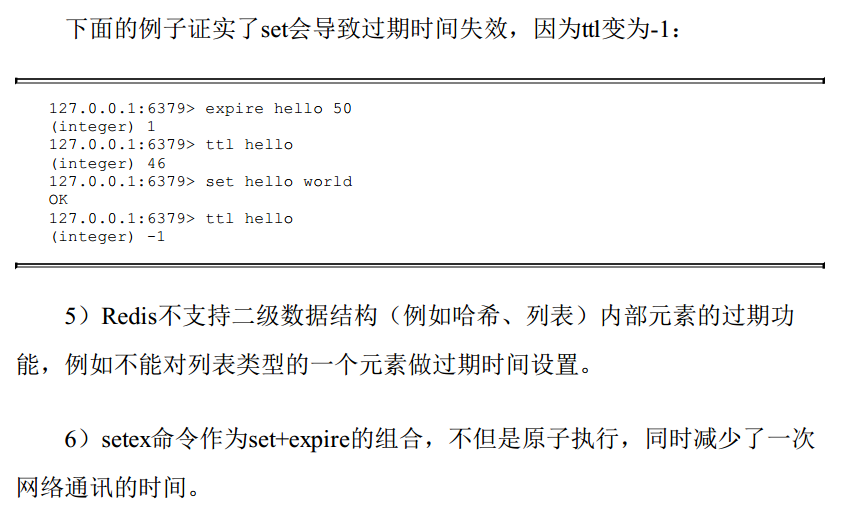 下面的例子证实了set会导致过期时间失效，因为ttl变为-1：
127.0.0.1:6379> expire hello 50
(integer) 1
127.0.0.1:6379> ttl hello
(integer) 46
127.0.0.1:6379> set hello world
OK
127.0.0.1:6379> ttl hello
(integer) -1
5）Redis不支持二级数据结构（例如哈希、列表）内部元素的过期功
能，例如不能对列表类型的一个元素做过期时间设置。
6）setex命令作为set+expire的组合，不但是原子执行，同时减少了一次
网络通讯的时间。